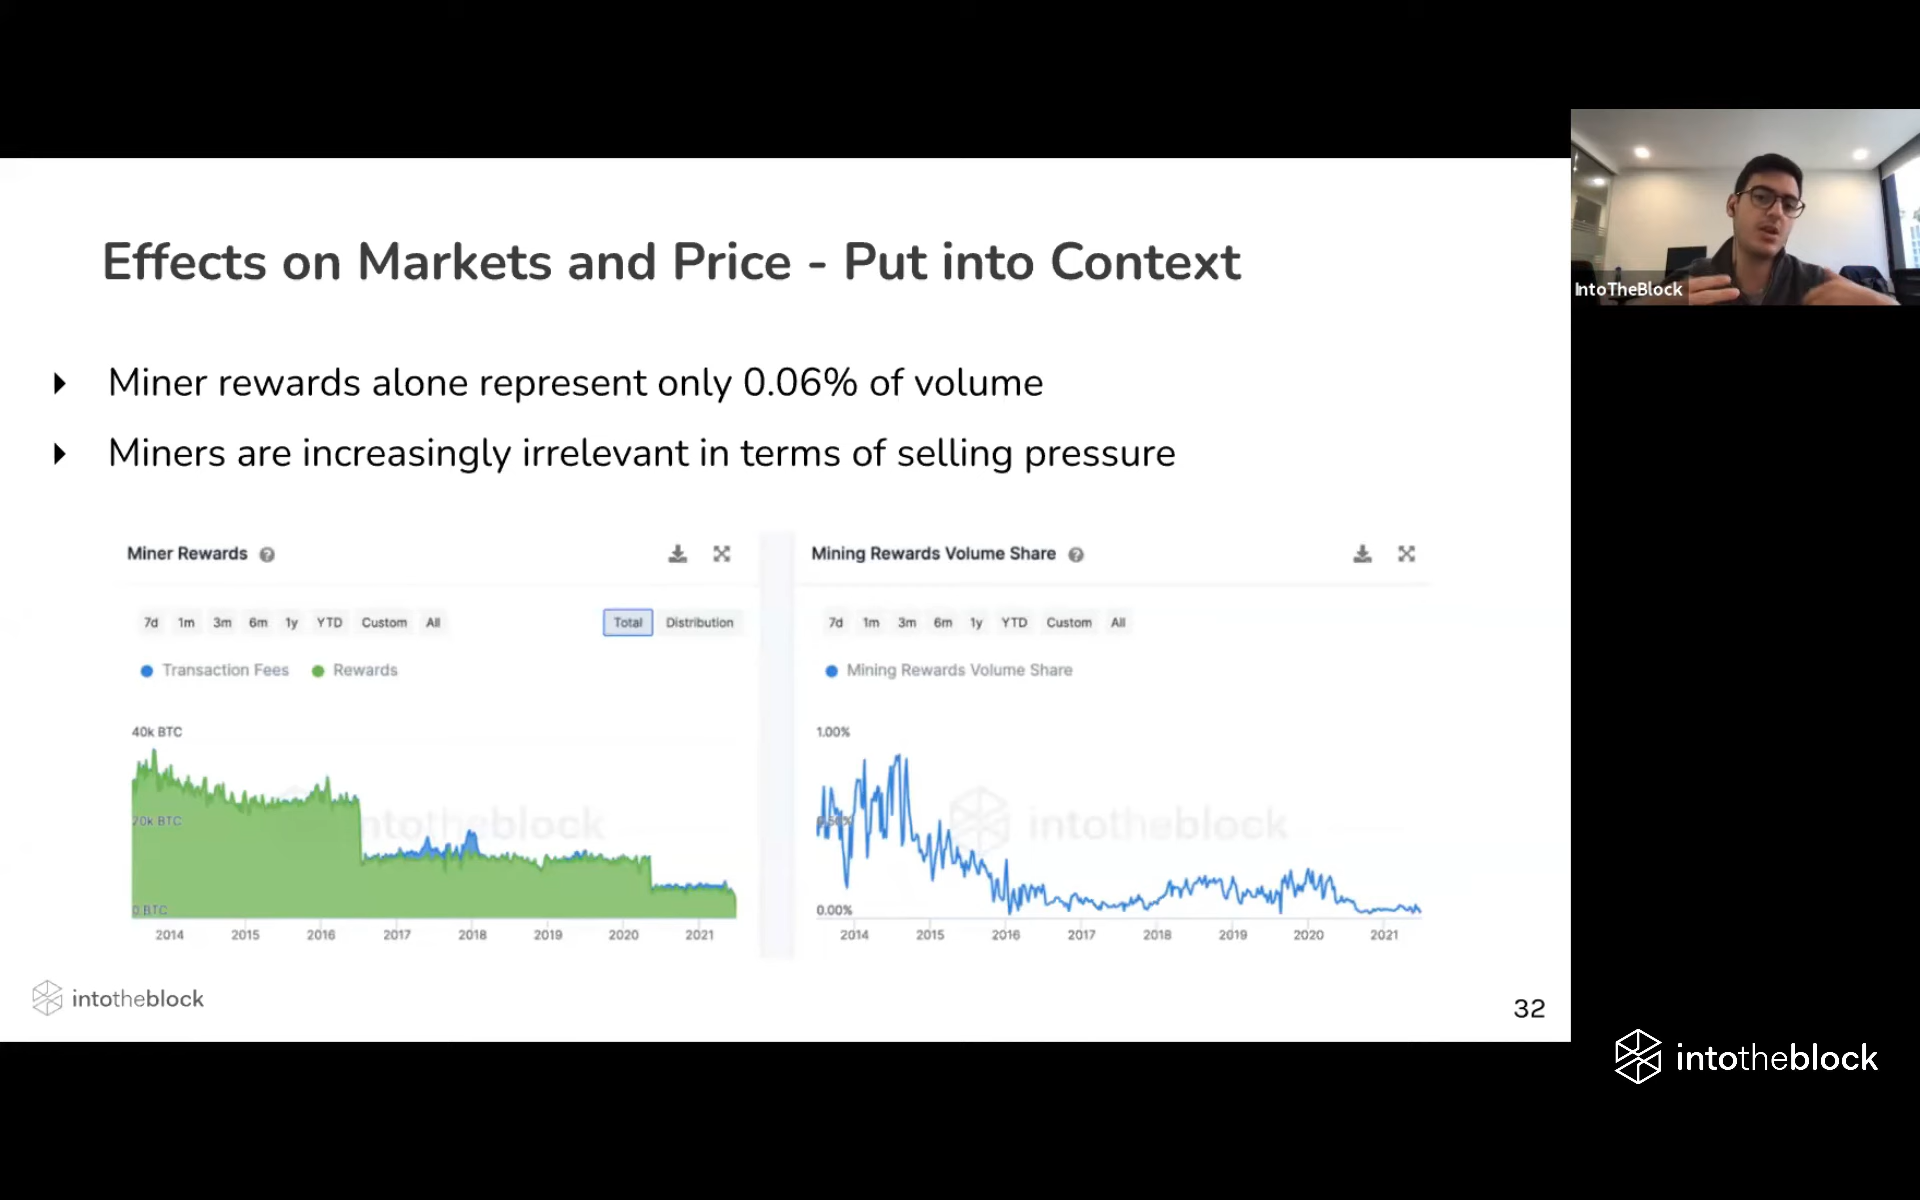 Effects on Markets and Price - Put into Context
Miner rewards alone represent only 0.06% of volume
Miners are increasingly irrelevant in terms of selling pressure
Miner Rewards
7d 1m 3m 6m 1y YTD Custom All Total Distribution
Transaction Fees Rewards
40k BTC
20k BTC
0 BTC
intotheblock
2014 2015 2016 2017 2018 2019 2020 2021
Mining Rewards Volume Share
7d 1m 3m 6m 1y YTD Custom All
Mining Rewards Volume Share
1.00%
0.50%
0.00%
intotheblock
2014 2015 2016 2017 2018 2019 2020 2021
intotheblock
32
IntoTheBlock
intotheblock